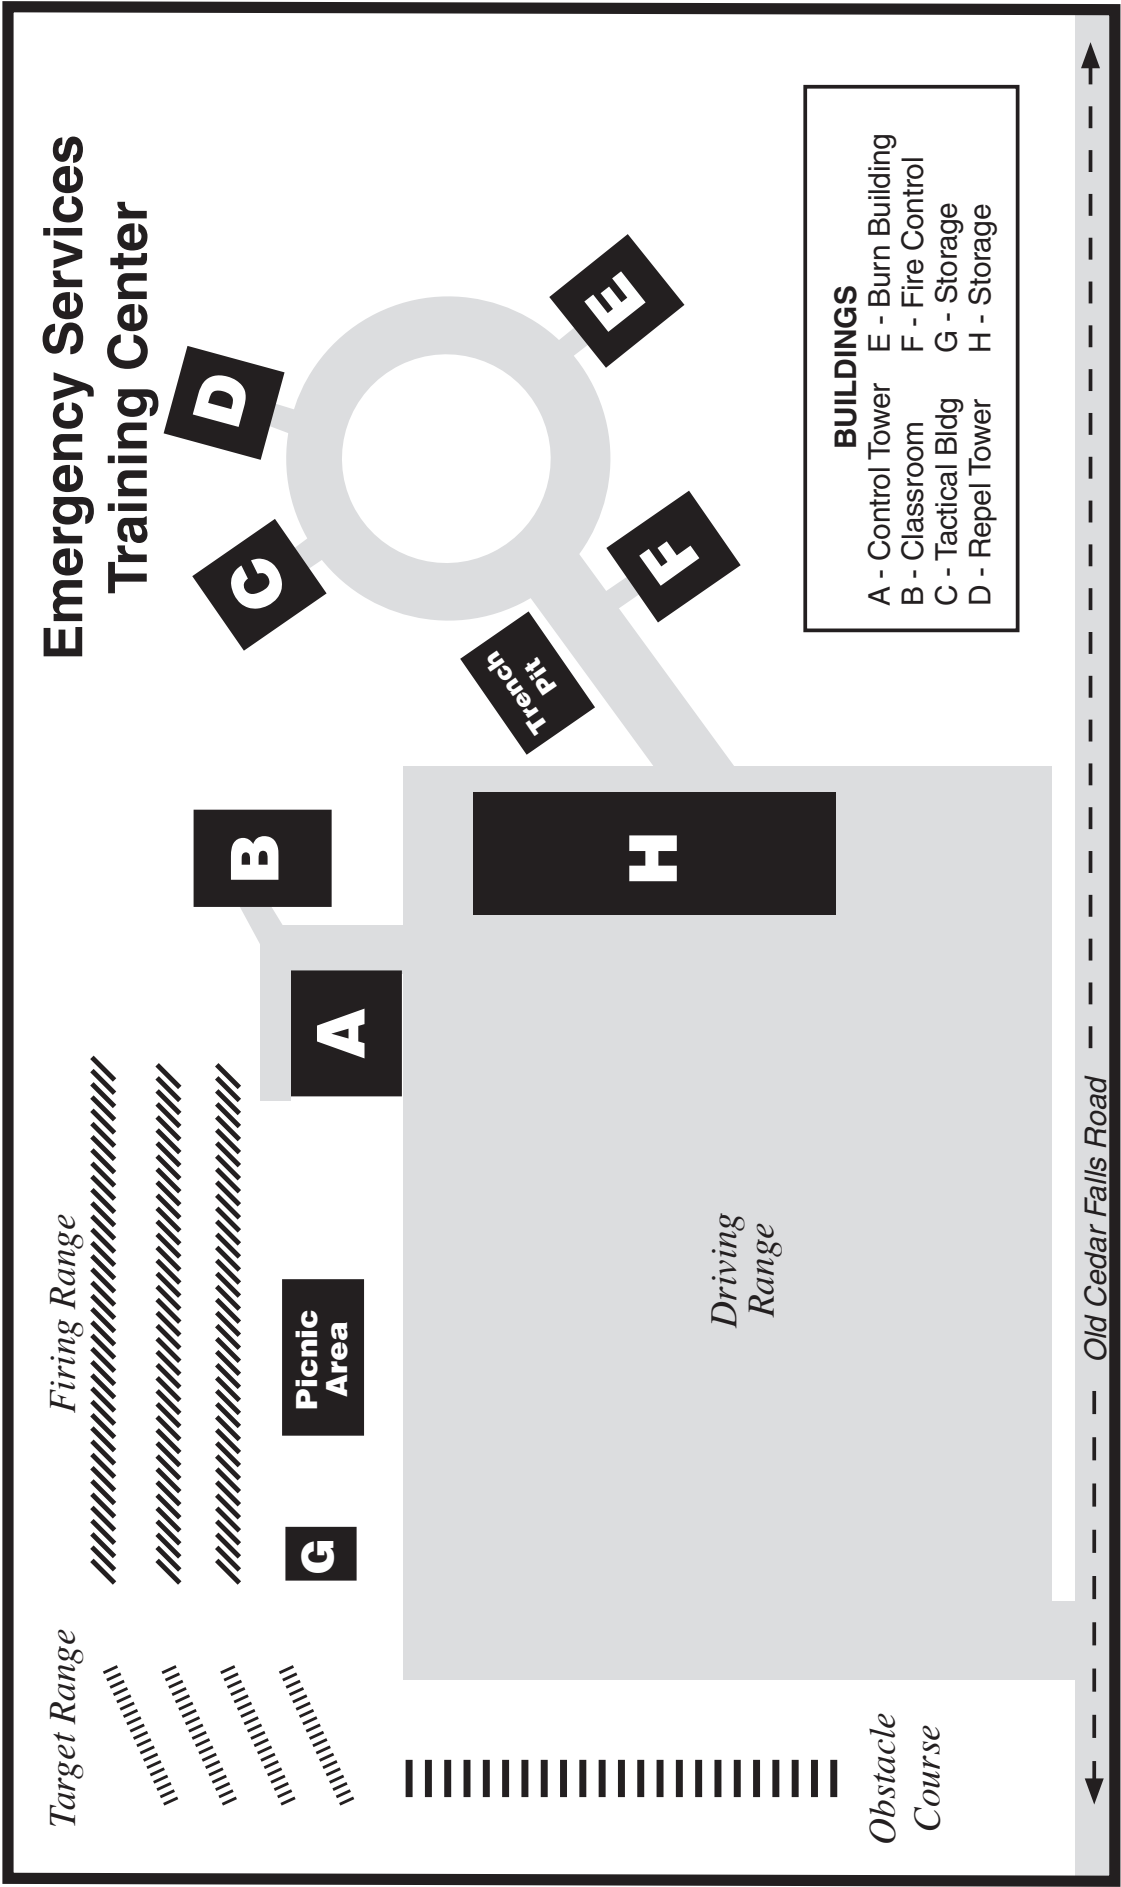 Emergency Services
Training Center
Target Range
Firing Range
G
Picnic
Area
A
B
C
D
E
F
Trench
Pit
H
Driving
Range
Obstacle
Course
BUILDINGS
A - Control Tower E - Burn Building
B - Classroom F - Fire Control
C - Tactical Bldg G - Storage
D - Repel Tower H - Storage
Old Cedar Falls Road